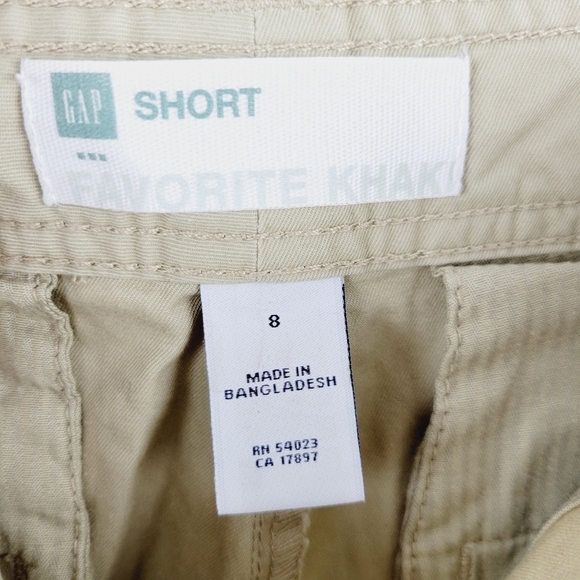 GAP
SHORT
FAVORITE KHAKI
8
MADE IN
BANGLADESH
RN 54023
CA 17897